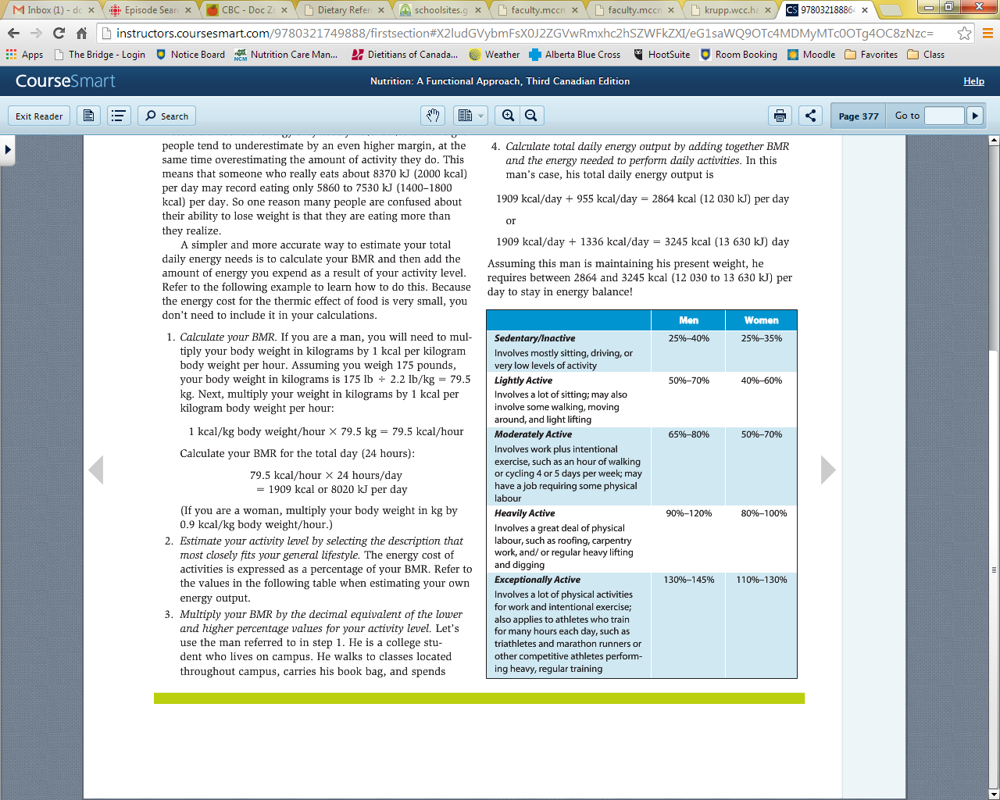 Inbox (1) - dc
Episode Sear
CBC - Doc Z
Dietary Refer
schoolsites.g
faculty.mccn
faculty.mccn
krupp.wcc.ha
9780321888​64
instructors.coursesmart.com/9780321749888/firstsection#X2ludGVybmFsX0J2ZGVwRmxhc2hSZWFkZXI/eG1saWQ9OTc4MDMyMTc0OTg4OC8zNzc=
Apps
The Bridge - Login
Notice Board
Nutrition Care Man...
Dietitians of Canada...
Weather
Alberta Blue Cross
HootSuite
Room Booking
Moodle
Favorites
Class
CourseSmart
Nutrition: A Functional Approach, Third Canadian Edition
Help
Exit Reader
Search
Page 377
Go to
people tend to underestimate by an even higher margin, at the
same time overestimating the amount of activity they do. This
means that someone who really eats about 8370 kJ (2000 kcal)
per day may record eating only 5860 to 7530 kJ (1400–1800
kcal) per day. So one reason many people are confused about
their ability to lose weight is that they are eating more than
they realize.
A simpler and more accurate way to estimate your total
daily energy needs is to calculate your BMR and then add the
amount of energy you expend as a result of your activity level.
Refer to the following example to learn how to do this. Because
the energy cost for the thermic effect of food is very small, you
don't need to include it in your calculations.
1. Calculate your BMR. If you are a man, you will need to mul-
tiply your body weight in kilograms by 1 kcal per kilogram
body weight per hour. Assuming you weigh 175 pounds,
your body weight in kilograms is 175 lb ÷ 2.2 lb/kg = 79.5
kg. Next, multiply your weight in kilograms by 1 kcal per
kilogram body weight per hour:
1 kcal/kg body weight/hour × 79.5 kg = 79.5 kcal/hour
Calculate your BMR for the total day (24 hours):
79.5 kcal/hour × 24 hours/day
= 1909 kcal or 8020 kJ per day
(If you are a woman, multiply your body weight in kg by
0.9 kcal/kg body weight/hour.)
2. Estimate your activity level by selecting the description that
most closely fits your general lifestyle. The energy cost of
activities is expressed as a percentage of your BMR. Refer to
the values in the following table when estimating your own
energy output.
3. Multiply your BMR by the decimal equivalent of the lower
and higher percentage values for your activity level. Let's
use the man referred to in step 1. He is a college stu-
dent who lives on campus. He walks to classes located
throughout campus, carries his book bag, and spends
4. Calculate total daily energy output by adding together BMR
and the energy needed to perform daily activities. In this
man's case, his total daily energy output is
1909 kcal/day + 955 kcal/day = 2864 kcal (12 030 kJ) per day
or
1909 kcal/day + 1336 kcal/day = 3245 kcal (13 630 kJ) day
Assuming this man is maintaining his present weight, he
requires between 2864 and 3245 kcal (12 030 to 13 630 kJ) per
day to stay in energy balance!
Men Women
Sedentary/Inactive 25%–40% 25%–35%
Involves mostly sitting, driving, or
very low levels of activity
Lightly Active 50%–70% 40%–60%
Involves a lot of sitting; may also
involve some walking, moving
around, and light lifting
Moderately Active 65%–80% 50%–70%
Involves work plus intentional
exercise, such as an hour of walking
or cycling 4 or 5 days per week; may
have a job requiring some physical
labour
Heavily Active 90%–120% 80%–100%
Involves a great deal of physical
labour, such as roofing, carpentry
work, and/ or regular heavy lifting
and digging
Exceptionally Active 130%–145% 110%–130%
Involves a lot of physical activities
for work and intentional exercise;
also applies to athletes who train
for many hours each day, such as
triathletes and marathon runners or
other competitive athletes perform-
ing heavy, regular training